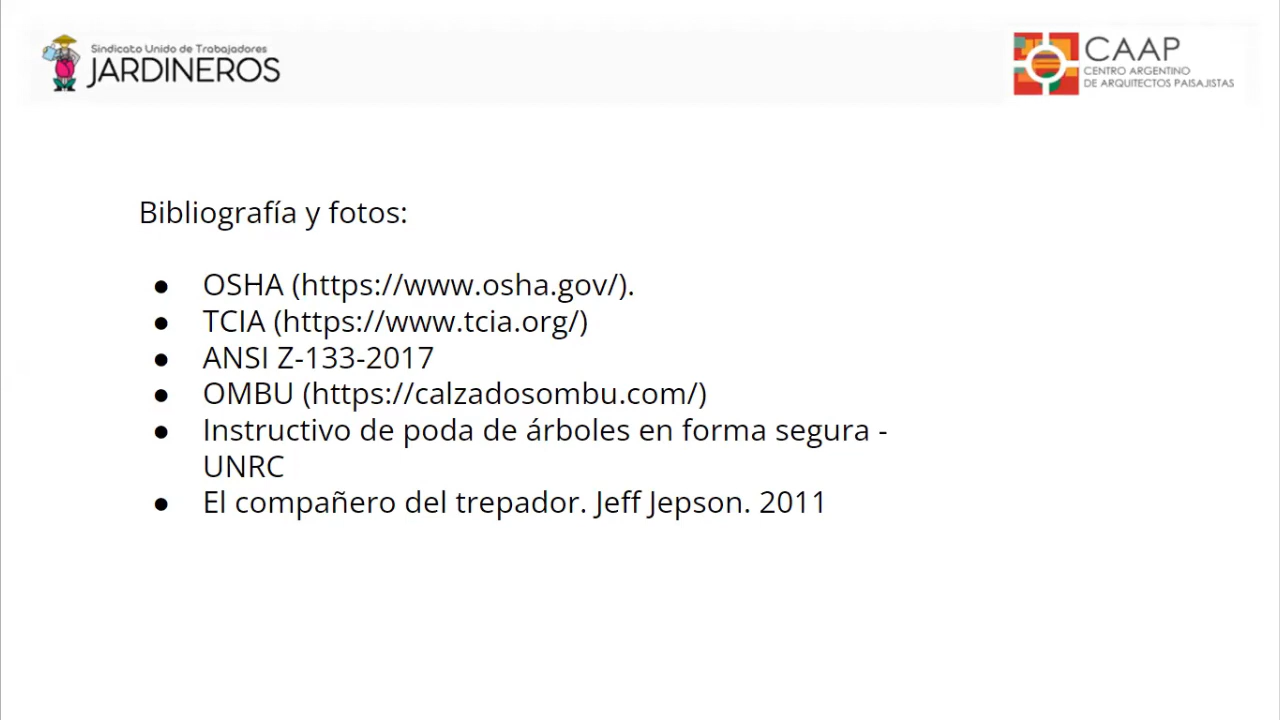 Sindicato Unido de Trabajadores
JARDINEROS
CAAP
CENTRO ARGENTINO
DE ARQUITECTOS PAISAJISTAS
Bibliografía y fotos:
● OSHA (https://www.osha.gov/).
● TCIA (https://www.tcia.org/)
● ANSI Z-133-2017
● OMBU (https://calzadosombu.com/)
● Instructivo de poda de árboles en forma segura -
UNRC
● El compañero del trepador. Jeff Jepson. 2011